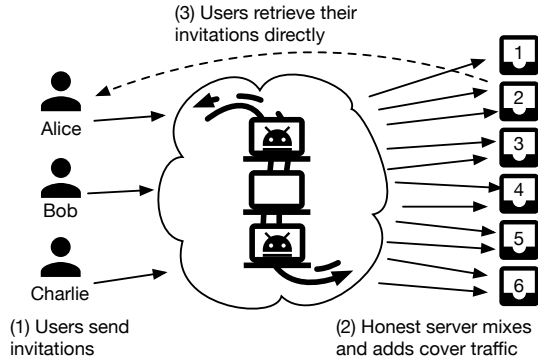 (3) Users retrieve their
invitations directly
1
2
Alice
3
Bob
4
5
Charlie
6
(1) Users send
invitations
(2) Honest server mixes
and adds cover traffic